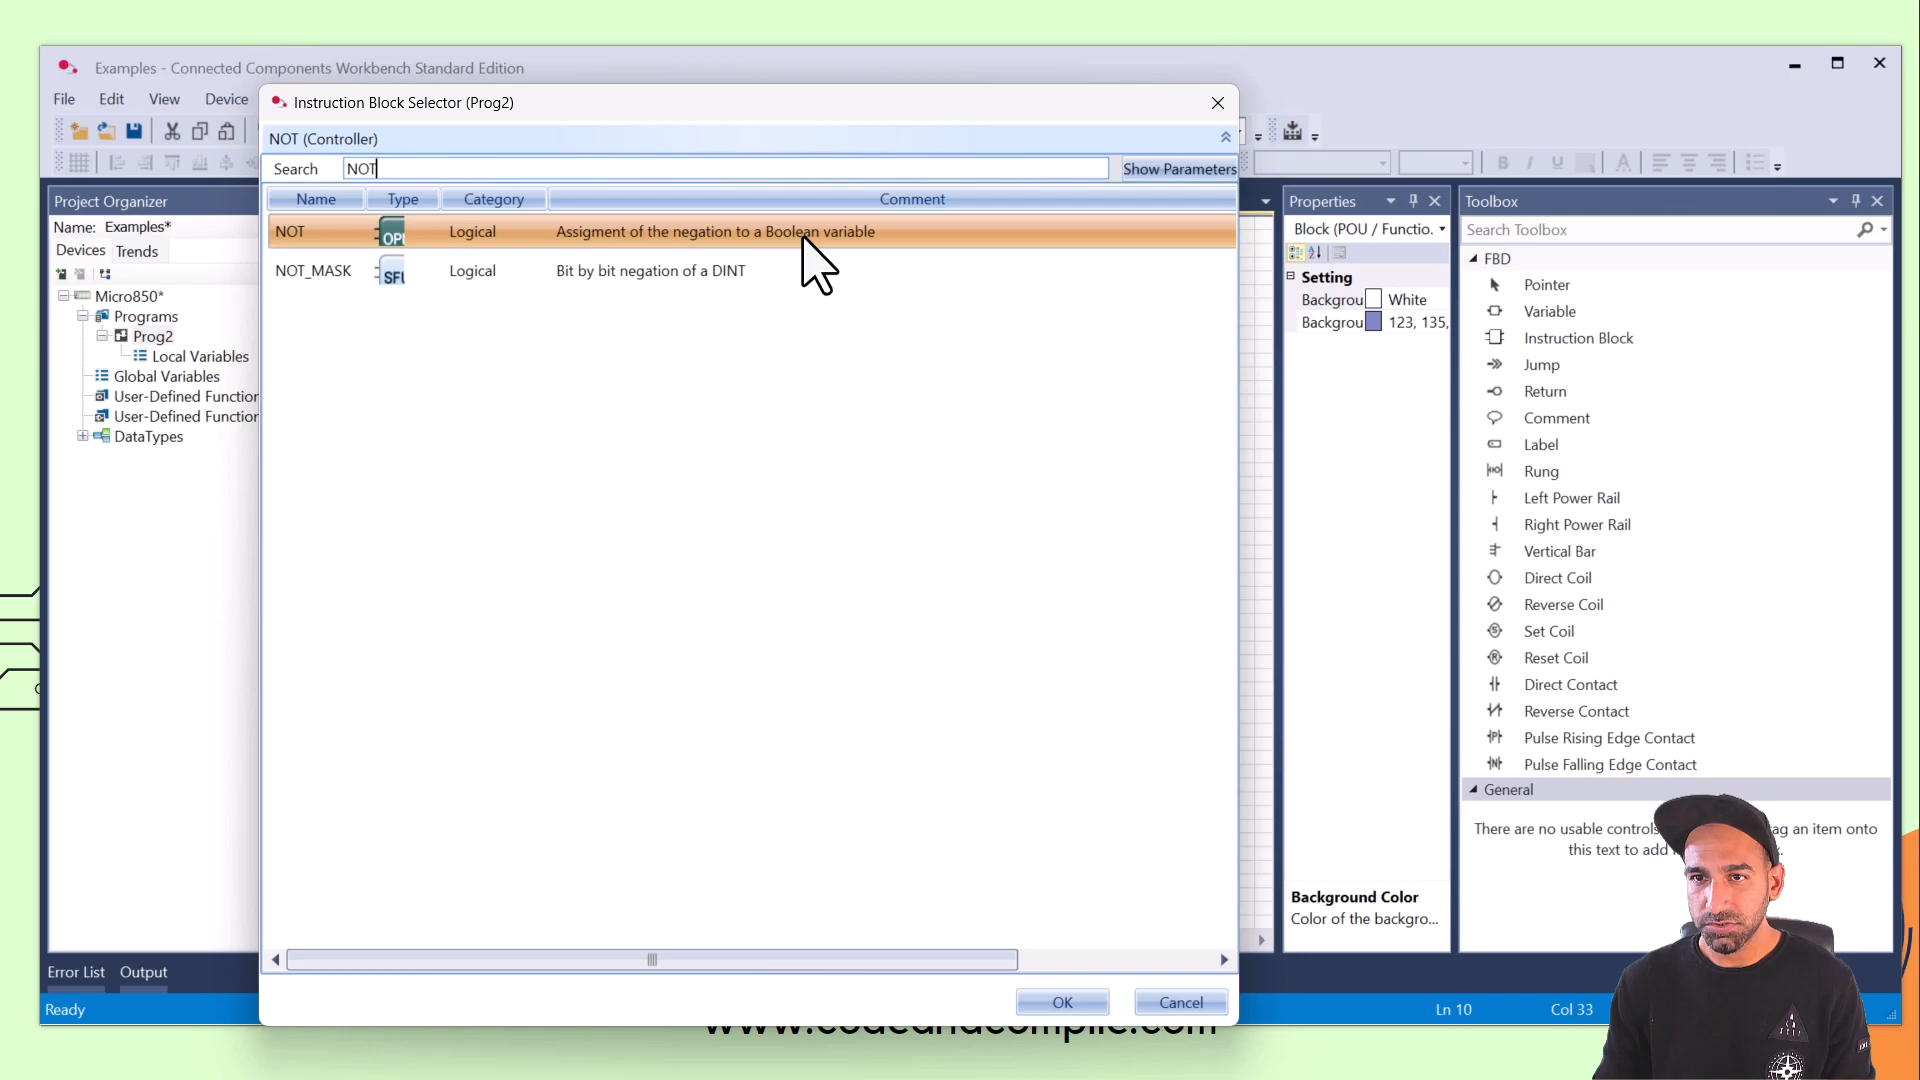 Examples - Connected Components Workbench Standard Edition
File Edit View Device
Instruction Block Selector (Prog2)
NOT (Controller)
Search NOT Show Parameters
Name Type Category Comment
NOT OPE Logical Assigment of the negation to a Boolean variable
NOT_MASK SFU Logical Bit by bit negation of a DINT
OK Cancel
Project Organizer
Name: Examples*
Devices Trends
Micro850*
Programs
Prog2
Local Variables
Global Variables
User-Defined Function
User-Defined Function
DataTypes
Error List Output
Ready
Properties
Block (POU / Functio.
Setting
Backgrou White
Backgrou 123, 135,
Background Color
Color of the backgro...
Toolbox
Search Toolbox
FBD
Pointer
Variable
Instruction Block
Jump
Return
Comment
Label
Rung
Left Power Rail
Right Power Rail
Vertical Bar
Direct Coil
Reverse Coil
Set Coil
Reset Coil
Direct Contact
Reverse Contact
Pulse Rising Edge Contact
Pulse Falling Edge Contact
General
There are no usable controls ag an item onto
this text to add
Ln 10 Col 33
www.codeandcompile.com